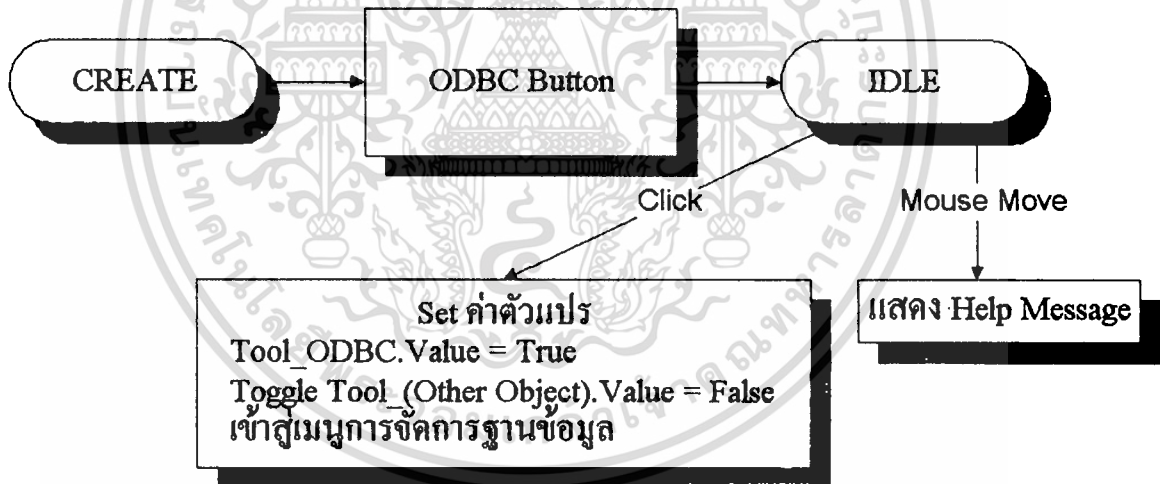 CREATE
ODBC Button
IDLE
Click
Mouse Move
Set ค่าตัวแปร
Tool_ODBC.Value = True
Toggle Tool_(Other Object).Value = False
เข้าสู่เมนูการจัดการฐานข้อมูล
แสดง Help Message